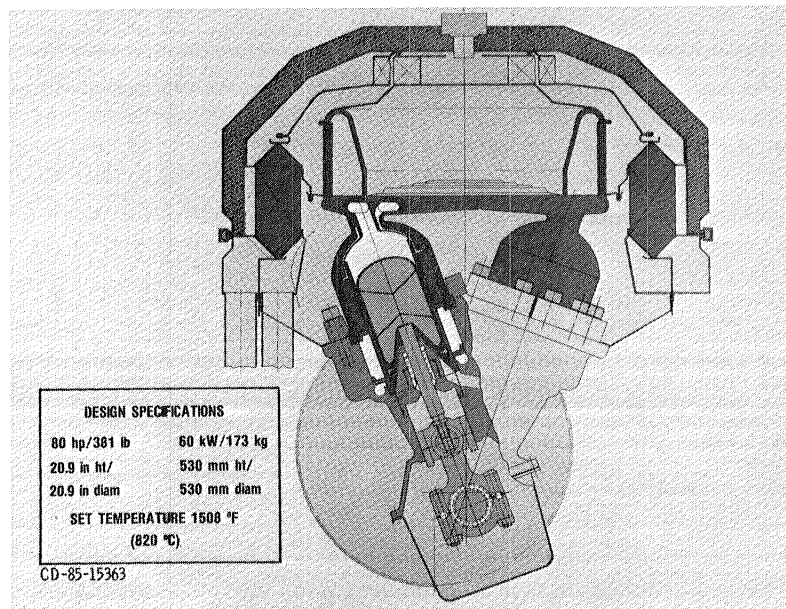 DESIGN SPECIFICATIONS
80 hp/381 lb 60 kW/173 kg
20.9 in ht/ 530 mm ht/
20.9 in diam 530 mm diam
SET TEMPERATURE 1508 °F
(820 °C)
CD-85-15363